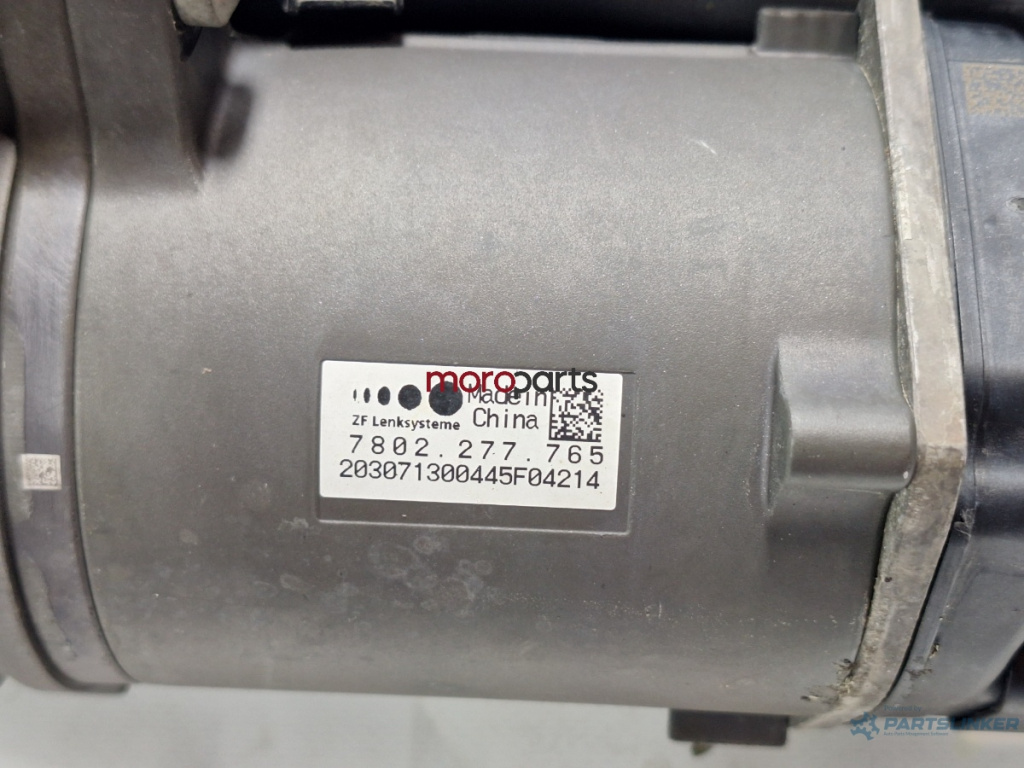 moroparts
Made in
ZF Lenksysteme China
7802.277.765
203071300445F04214
PARTSLINKER